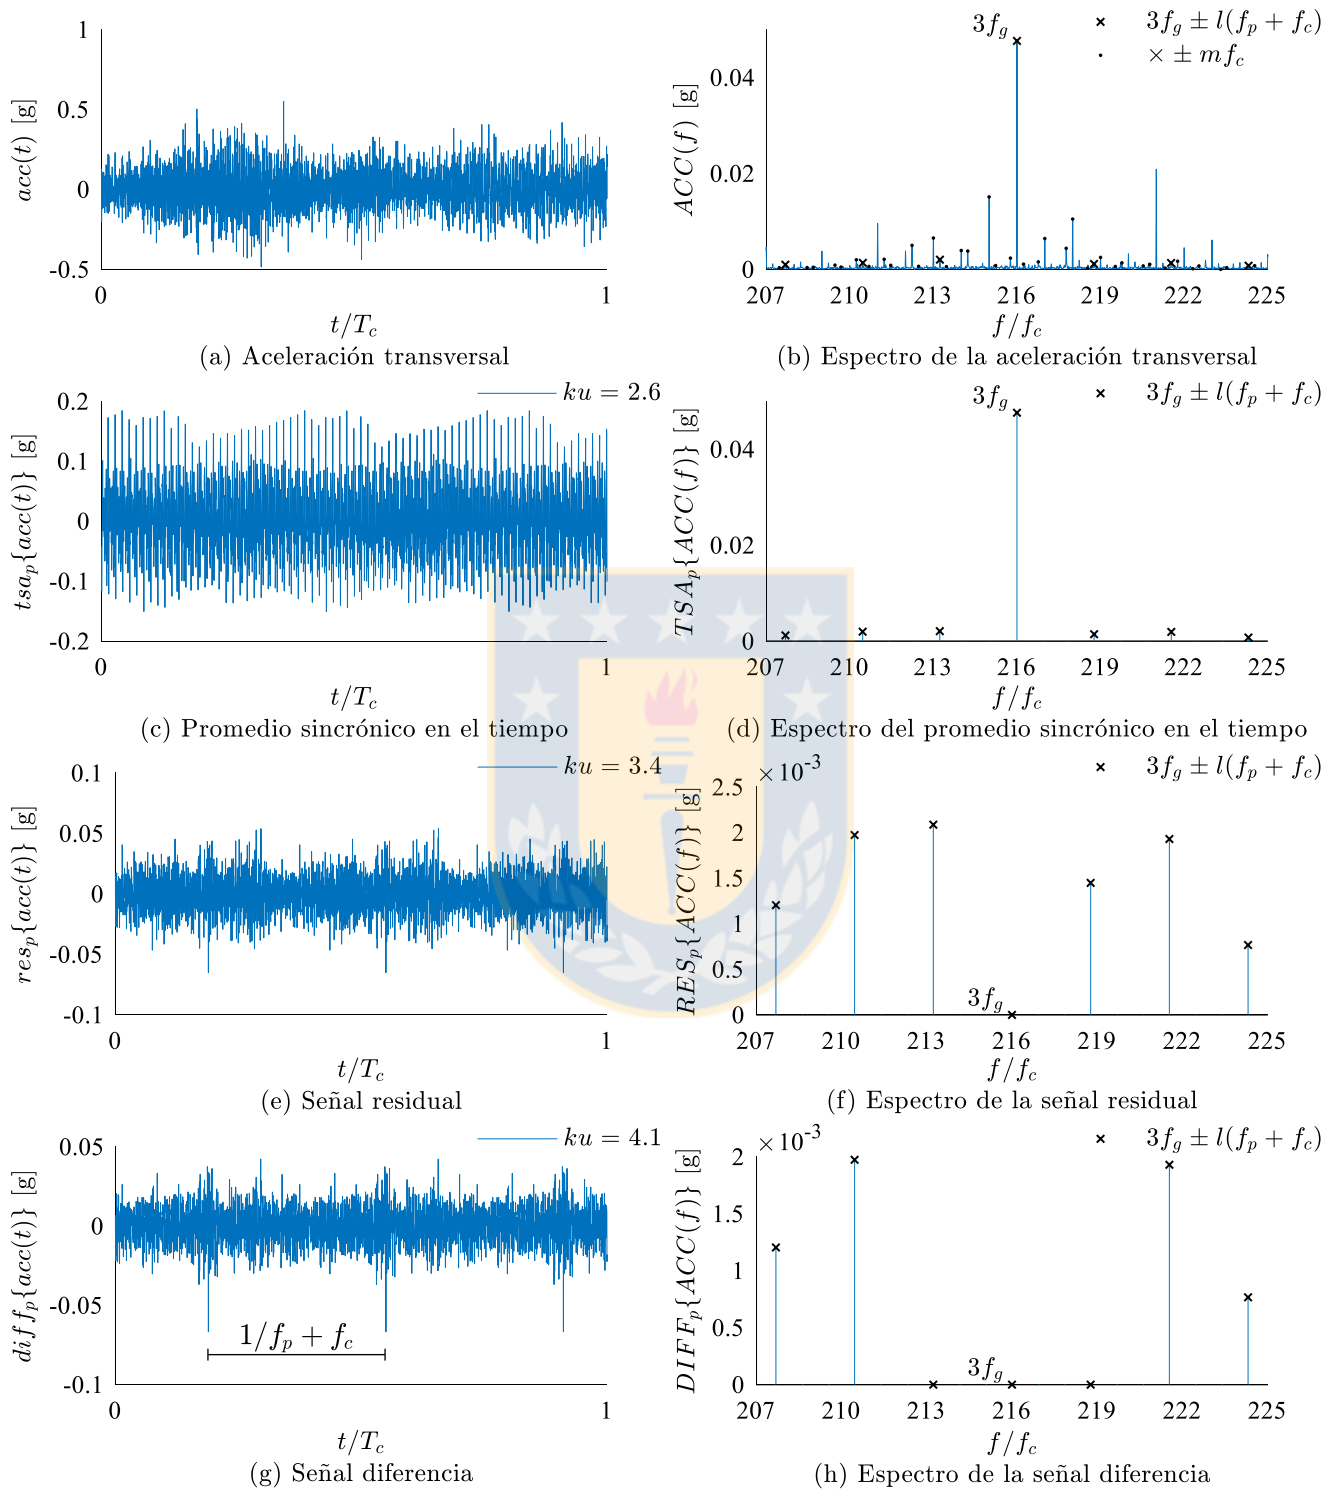 1
0.5
0
-0.5
acc(t) [g]
0 1
t/T_c
(a) Aceleración transversal
3f_g
× 3f_g ± l(f_p + f_c)
· × ± mf_c
0.04
0.02
0
ACC(f) [g]
207 210 213 216 219 222 225
f/f_c
(b) Espectro de la aceleración transversal
ku = 2.6
0.2
0.1
0
-0.1
-0.2
tsa_p{acc(t)} [g]
0 1
t/T_c
(c) Promedio sincrónico en el tiempo
3f_g
× 3f_g ± l(f_p + f_c)
0.04
0.02
0
TSA_p{ACC(f)} [g]
207 210 213 216 219 222 225
f/f_c
(d) Espectro del promedio sincrónico en el tiempo
ku = 3.4
0.1
0.05
0
-0.05
-0.1
res_p{acc(t)} [g]
0 1
t/T_c
(e) Señal residual
×10^-3
× 3f_g ± l(f_p + f_c)
2.5
2
1.5
1
0.5
0
RES_p{ACC(f)} [g]
3f_g
207 210 213 216 219 222 225
f/f_c
(f) Espectro de la señal residual
ku = 4.1
0.05
0
-0.05
-0.1
diff_p{acc(t)} [g]
1/f_p + f_c
0 1
t/T_c
(g) Señal diferencia
×10^-3
× 3f_g ± l(f_p + f_c)
2
1.5
1
0.5
0
DIFF_p{ACC(f)} [g]
3f_g
207 210 213 216 219 222 225
f/f_c
(h) Espectro de la señal diferencia